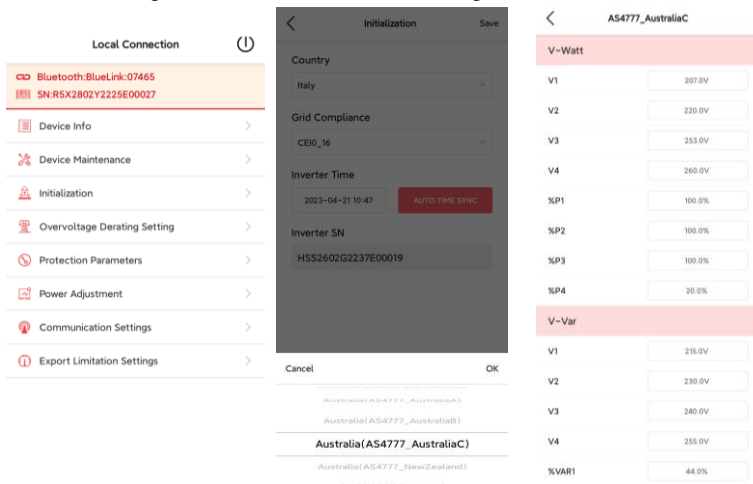 Local Connection
Bluetooth:BlueLink:07465
SN:R5X2802Y2225E00027
Device Info
Device Maintenance
Initialization
Overvoltage Derating Setting
Protection Parameters
Power Adjustment
Communication Settings
Export Limitation Settings
Initialization Save
Country
Italy
Grid Compliance
CEI0_16
Inverter Time
2023-04-21 10:47 AUTO TIME SYNC
Inverter SN
HSS2602G2237E00019
Cancel OK
Australia(AS4777_AustraliaA)
Australia(AS4777_AustraliaB)
Australia(AS4777_AustraliaC)
Australia(AS4777_NewZealand)
AS4777_AustraliaC
V-Watt
V1 207.0V
V2 220.0V
V3 253.0V
V4 260.0V
%P1 100.0%
%P2 100.0%
%P3 100.0%
%P4 20.0%
V-Var
V1 215.0V
V2 230.0V
V3 240.0V
V4 255.0V
%VAR1 44.0%